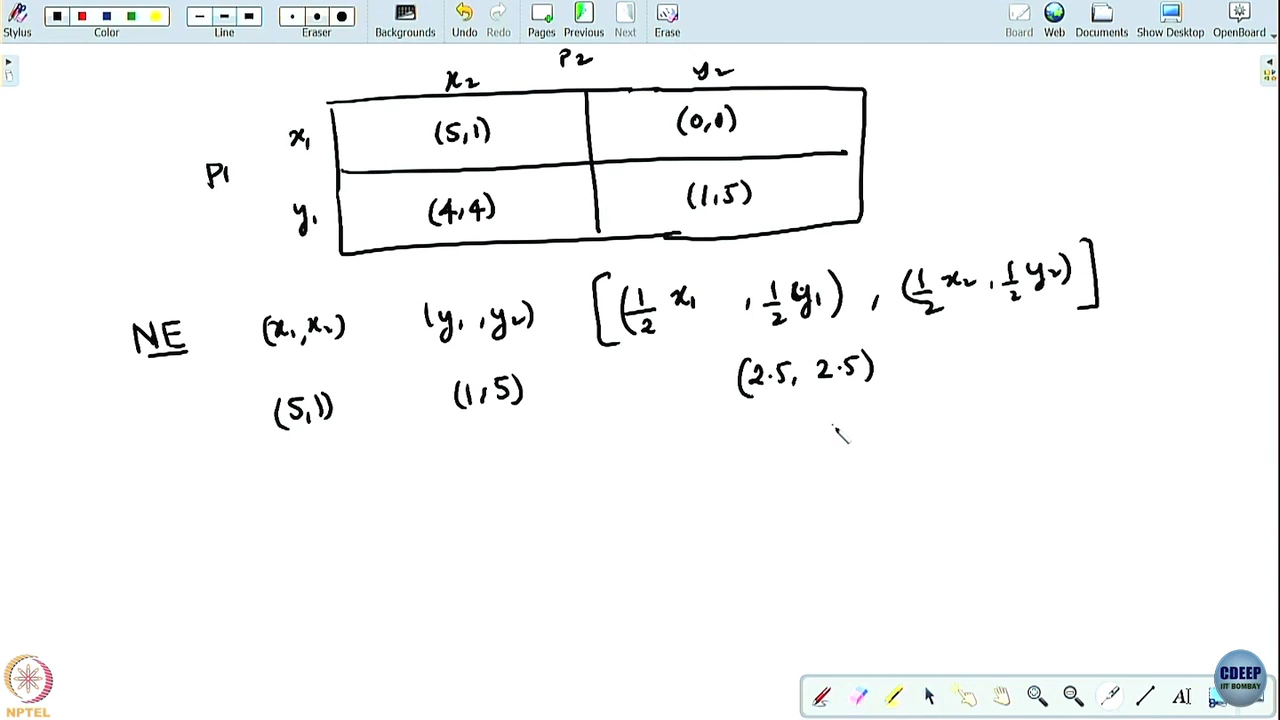 Stylus Color Line Eraser Backgrounds Undo Redo Pages Previous Next Erase Board Web Documents Show Desktop OpenBoard
P2
x₂ y₂
x₁ (5,1) (0,0)
P1
y₁ (4,4) (1,5)
NE (x₁,x₂) (y₁,y₂) [(1/2 x₁, 1/2 y₁), (1/2 x₂, 1/2 y₂)]
(5,1) (1,5) (2.5, 2.5)
NPTEL
CDEEP
IIT BOMBAY